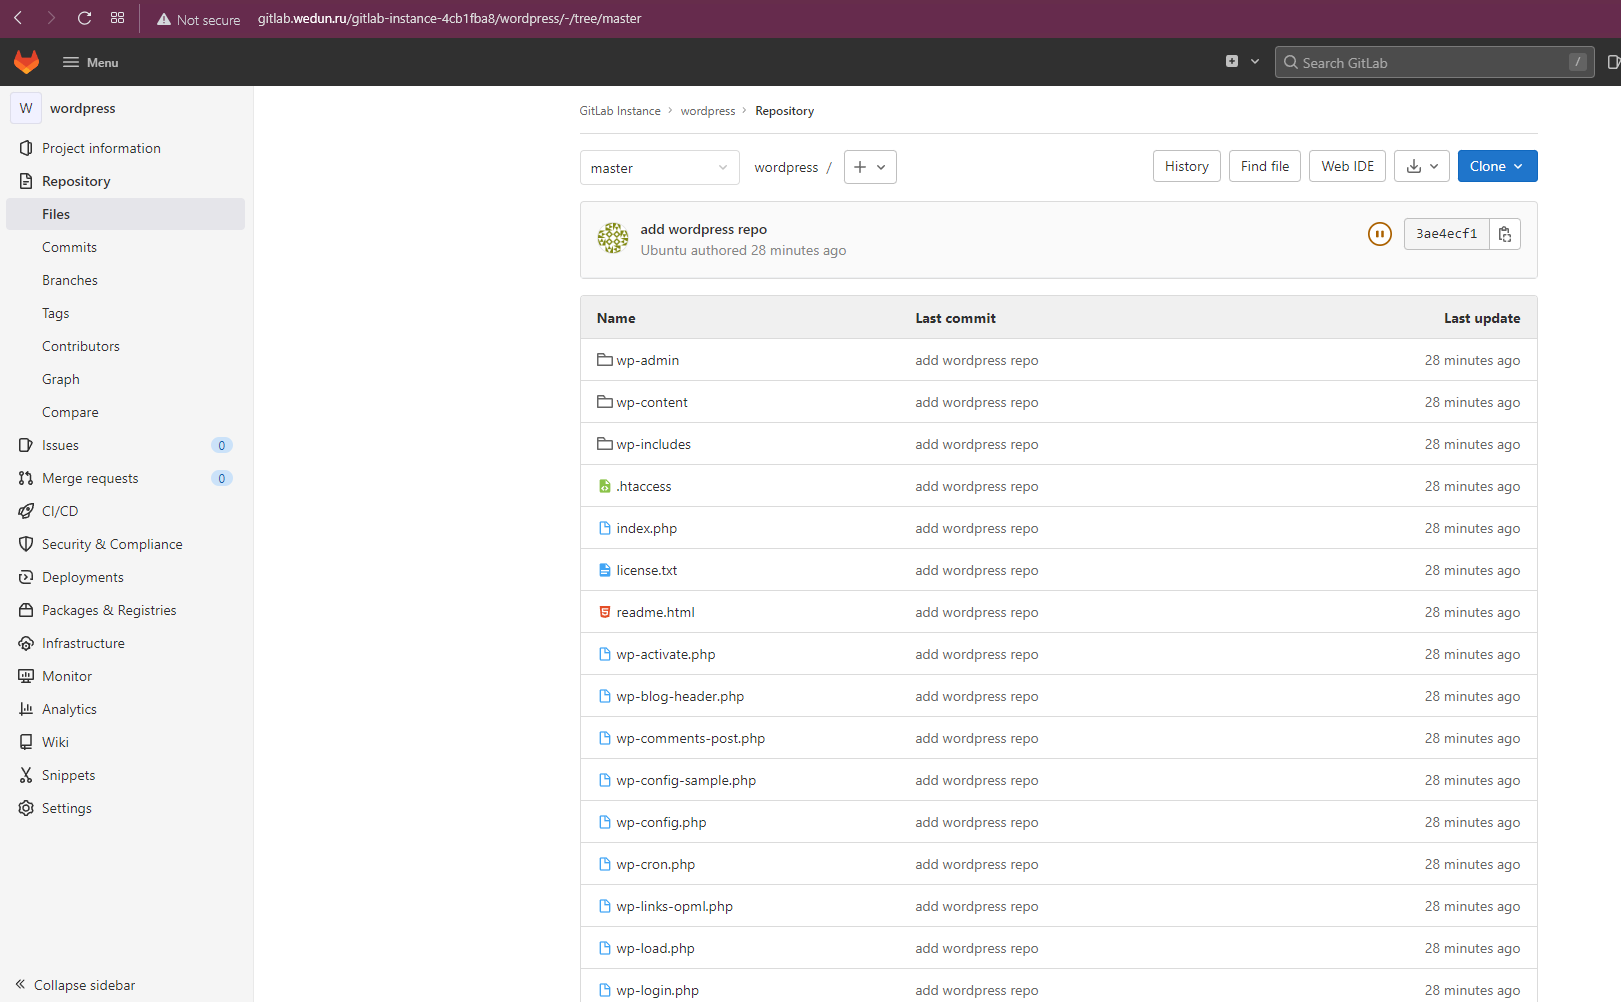 Not secure gitlab.wedun.ru/gitlab-instance-4cb1fba8/wordpress/-/tree/master
Menu
Search GitLab /
W wordpress
Project information
Repository
Files
Commits
Branches
Tags
Contributors
Graph
Compare
Issues 0
Merge requests 0
CI/CD
Security & Compliance
Deployments
Packages & Registries
Infrastructure
Monitor
Analytics
Wiki
Snippets
Settings
Collapse sidebar
GitLab Instance › wordpress › Repository
master wordpress / + History Find file Web IDE Clone
add wordpress repo
Ubuntu authored 28 minutes ago
3ae4ecf1
Name Last commit Last update
wp-admin add wordpress repo 28 minutes ago
wp-content add wordpress repo 28 minutes ago
wp-includes add wordpress repo 28 minutes ago
.htaccess add wordpress repo 28 minutes ago
index.php add wordpress repo 28 minutes ago
license.txt add wordpress repo 28 minutes ago
readme.html add wordpress repo 28 minutes ago
wp-activate.php add wordpress repo 28 minutes ago
wp-blog-header.php add wordpress repo 28 minutes ago
wp-comments-post.php add wordpress repo 28 minutes ago
wp-config-sample.php add wordpress repo 28 minutes ago
wp-config.php add wordpress repo 28 minutes ago
wp-cron.php add wordpress repo 28 minutes ago
wp-links-opml.php add wordpress repo 28 minutes ago
wp-load.php add wordpress repo 28 minutes ago
wp-login.php add wordpress repo 28 minutes ago